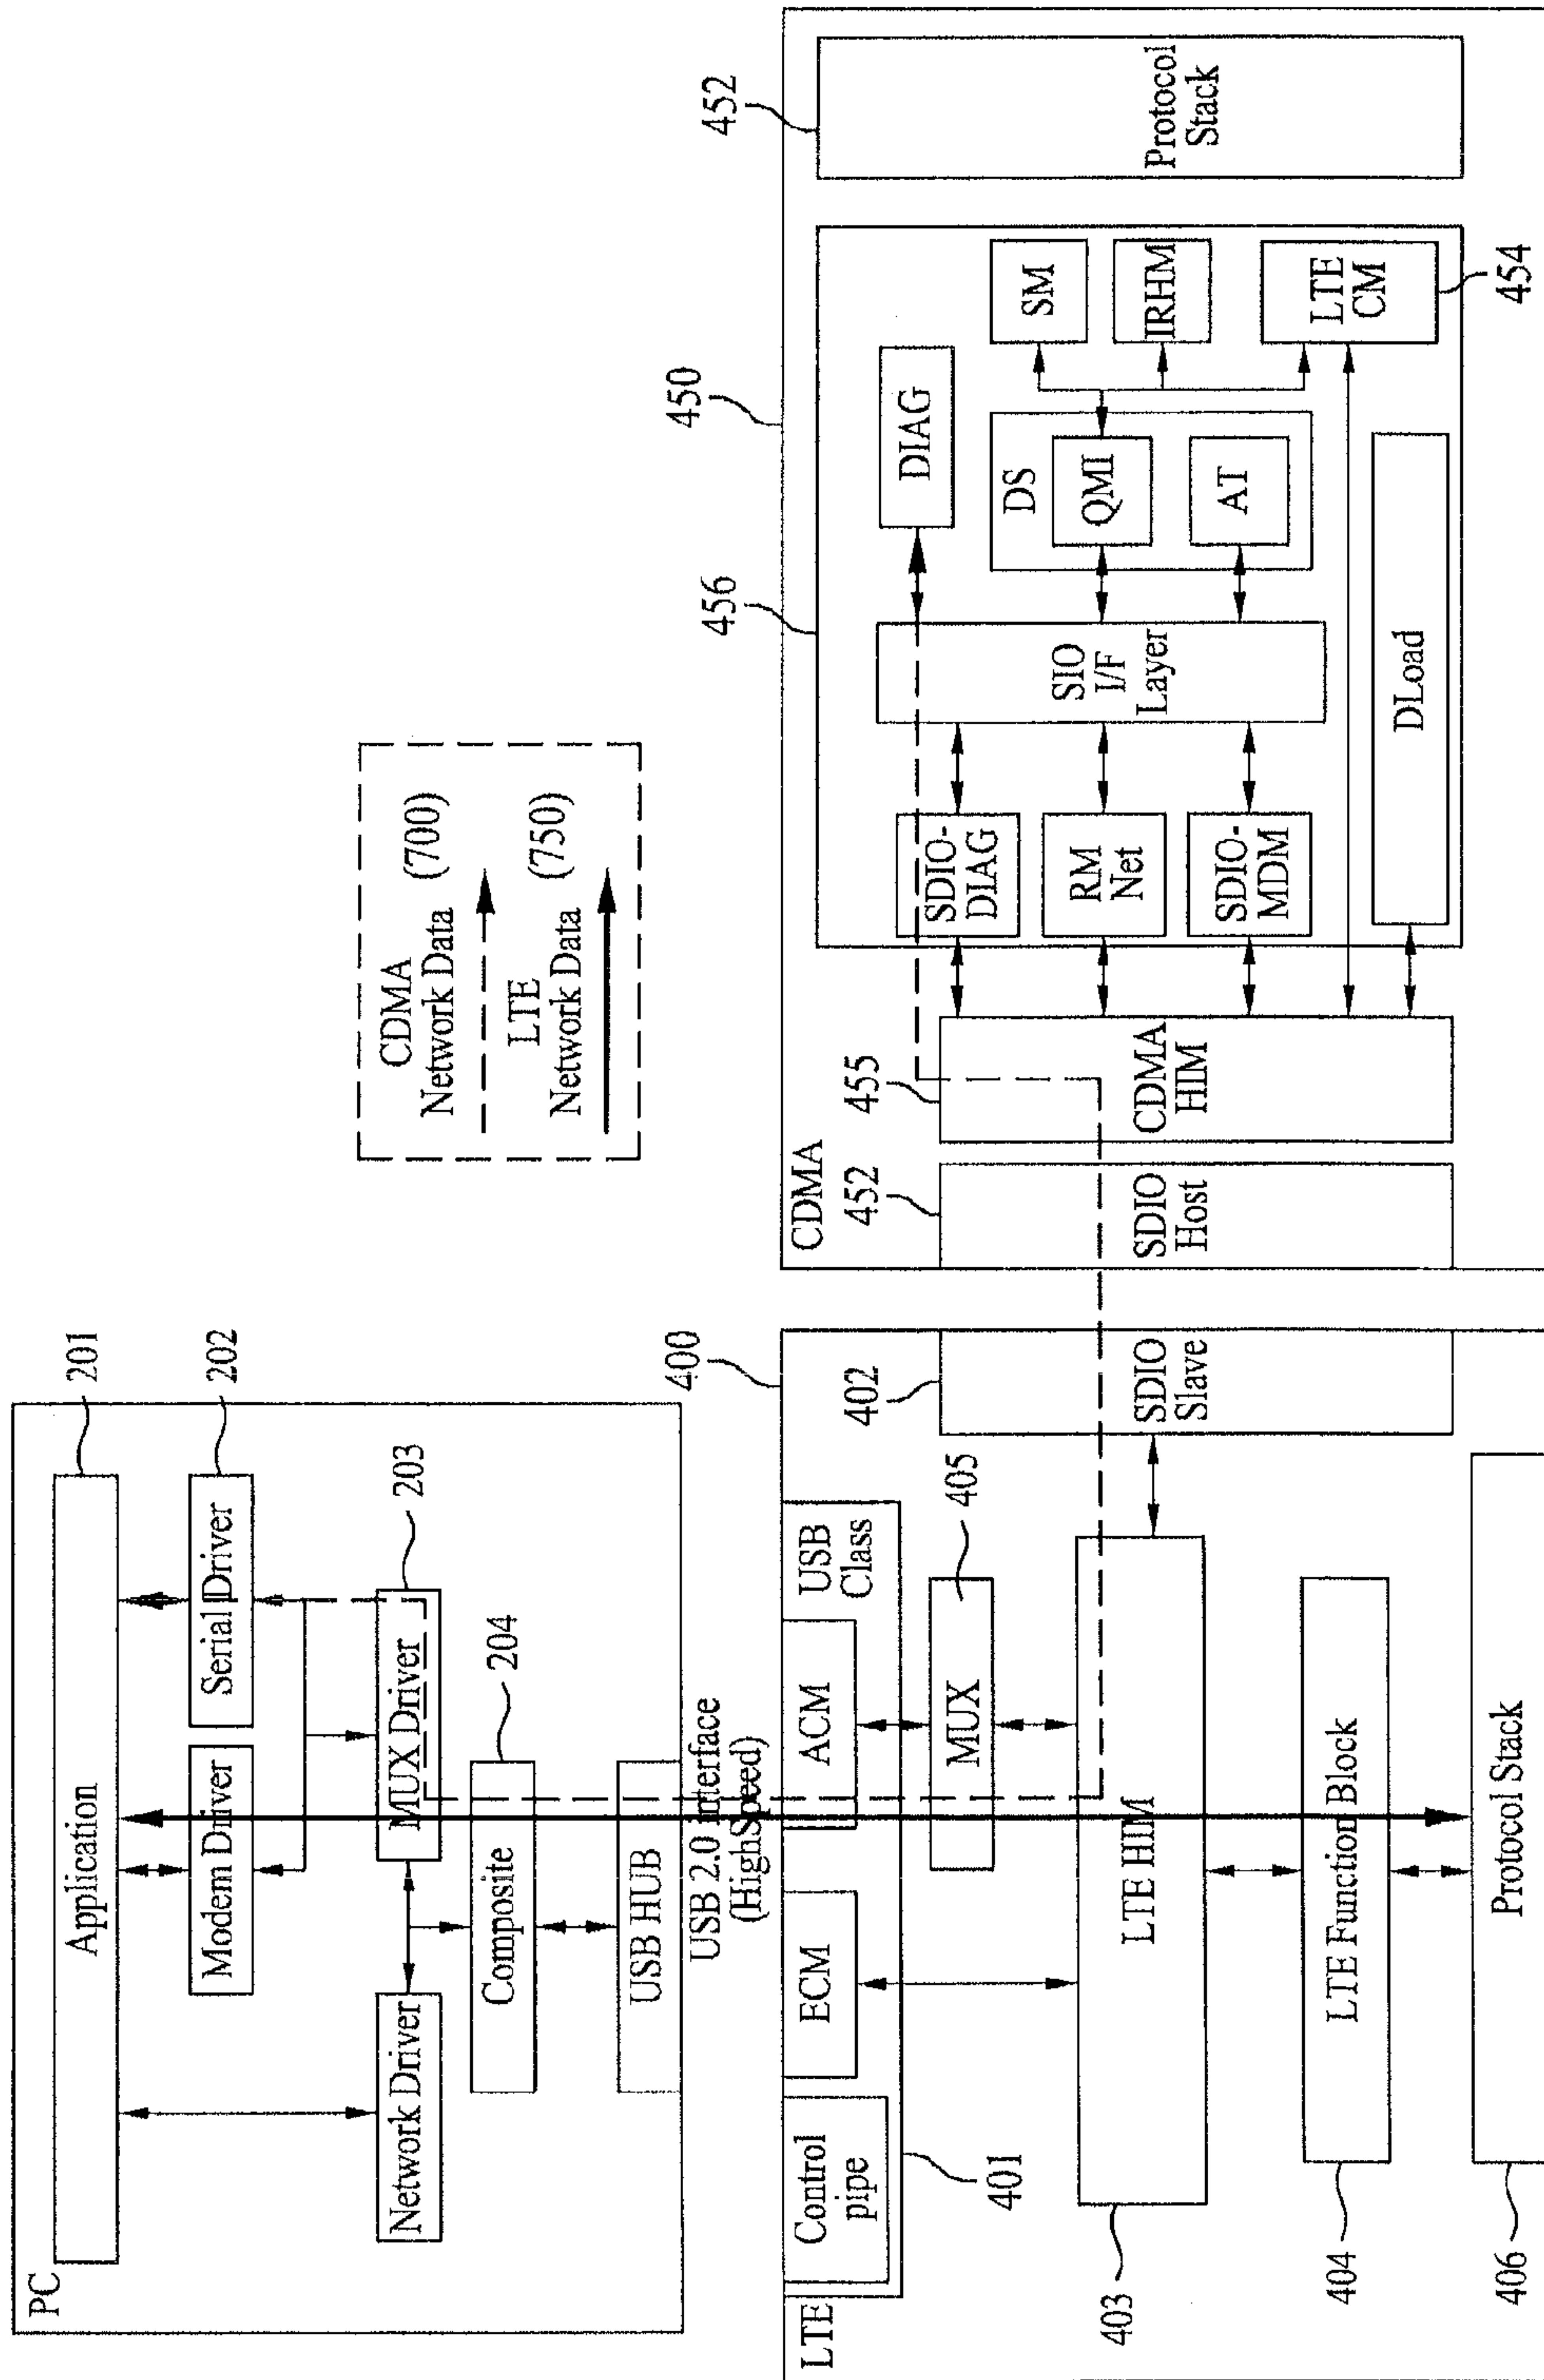 PC
Application
201
Modem Driver
Serial Driver
202
Network Driver
MUX Driver
203
Composite
204
USB HUB
USB 2.0 interface
(HighSpeed)
CDMA
Network Data
(700)
LTE
Network Data
(750)
LTE
400
Control
pipe
ECM
ACM
USB
Class
401
MUX
405
402
SDIO
Slave
LTE HIM
403
LTE Function Block
404
Protocol Stack
406
CDMA
450
452
SDIO
Host
455
CDMA
HIM
456
SDIO-
DIAG
RM
Net
SDIO-
MDM
SIO
I/F
Layer
DIAG
DS
QMI
AT
SM
IRHM
LTE
CM
454
DLoad
452
Protocol
Stack